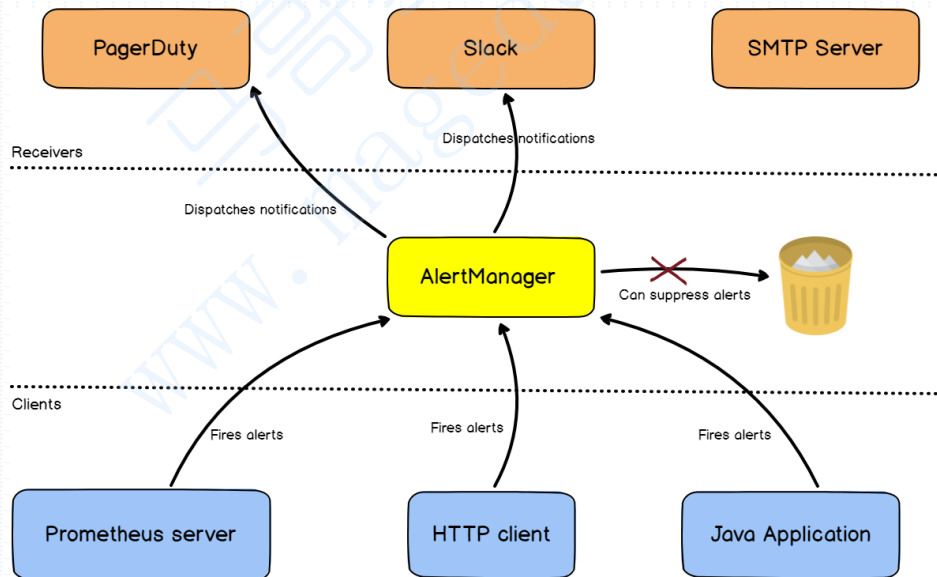 PagerDuty
Slack
SMTP Server
Dispatches notifications
Receivers
Dispatches notifications
AlertManager
Can suppress alerts
Clients
Fires alerts
Fires alerts
Fires alerts
Prometheus server
HTTP client
Java Application